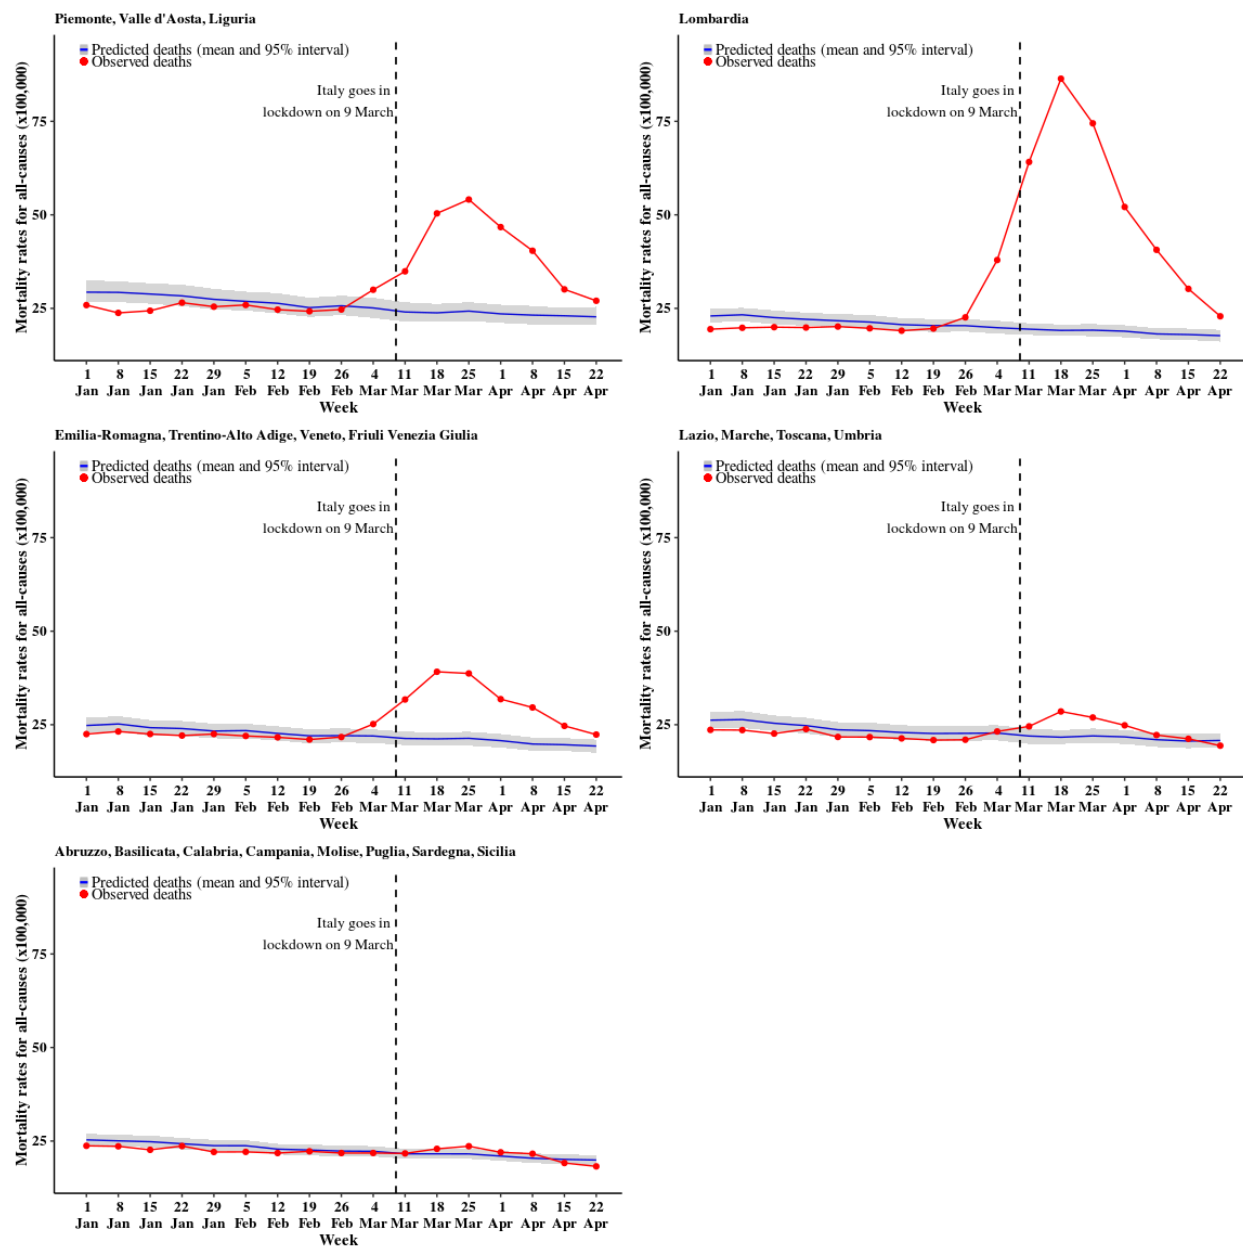 Piemonte, Valle d'Aosta, Liguria
Predicted deaths (mean and 95% interval)
Observed deaths
Italy goes in
lockdown on 9 March
Mortality rates for all-causes (x100,000)
75
50
25
1 8 15 22 29 5 12 19 26 4 11 18 25 1 8 15 22
Jan Jan Jan Jan Jan Feb Feb Feb Feb Mar Mar Mar Mar Apr Apr Apr Apr
Week
Lombardia
Predicted deaths (mean and 95% interval)
Observed deaths
Italy goes in
lockdown on 9 March
Mortality rates for all-causes (x100,000)
75
50
25
1 8 15 22 29 5 12 19 26 4 11 18 25 1 8 15 22
Jan Jan Jan Jan Jan Feb Feb Feb Feb Mar Mar Mar Mar Apr Apr Apr Apr
Week
Emilia-Romagna, Trentino-Alto Adige, Veneto, Friuli Venezia Giulia
Predicted deaths (mean and 95% interval)
Observed deaths
Italy goes in
lockdown on 9 March
Mortality rates for all-causes (x100,000)
75
50
25
1 8 15 22 29 5 12 19 26 4 11 18 25 1 8 15 22
Jan Jan Jan Jan Jan Feb Feb Feb Feb Mar Mar Mar Mar Apr Apr Apr Apr
Week
Lazio, Marche, Toscana, Umbria
Predicted deaths (mean and 95% interval)
Observed deaths
Italy goes in
lockdown on 9 March
Mortality rates for all-causes (x100,000)
75
50
25
1 8 15 22 29 5 12 19 26 4 11 18 25 1 8 15 22
Jan Jan Jan Jan Jan Feb Feb Feb Feb Mar Mar Mar Mar Apr Apr Apr Apr
Week
Abruzzo, Basilicata, Calabria, Campania, Molise, Puglia, Sardegna, Sicilia
Predicted deaths (mean and 95% interval)
Observed deaths
Italy goes in
lockdown on 9 March
Mortality rates for all-causes (x100,000)
75
50
25
1 8 15 22 29 5 12 19 26 4 11 18 25 1 8 15 22
Jan Jan Jan Jan Jan Feb Feb Feb Feb Mar Mar Mar Mar Apr Apr Apr Apr
Week